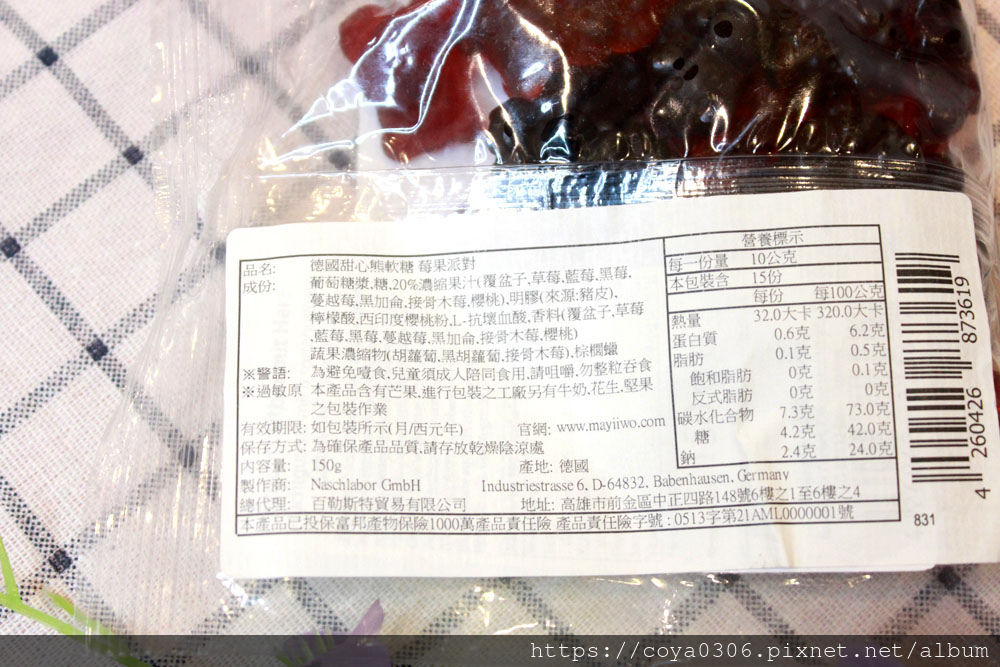 品名: 德國甜心熊軟糖 莓果派對
成份: 葡萄糖漿,糖,20%濃縮果汁(覆盆子,草莓,藍莓,黑莓,
蔓越莓,黑加侖,接骨木莓,櫻桃),明膠(來源:豬皮),
檸檬酸,西印度櫻桃粉,L-抗壞血酸,香料(覆盆子,草莓
,藍莓,黑莓,蔓越莓,黑加侖,接骨木莓,櫻桃)
蔬果濃縮物(胡蘿蔔,黑胡蘿蔔,接骨木莓),棕櫚蠟
※警語: 為避免噎食,兒童須成人陪同食用,請咀嚼,勿整粒吞食
※過敏原 本產品含有芒果,進行包裝之工廠另有牛奶,花生,堅果
之包裝作業
有效期限: 如包裝所示(月/西元年) 官網: www.mayiiwo.com
保存方式: 為確保產品品質,請存放乾燥陰涼處
內容量: 150g 產地: 德國
製作商: Naschlabor GmbH Industriestrasse 6, D-64832, Babenhausen, Germany
總代理: 百勒斯特貿易有限公司 地址: 高雄市前金區中正四路148號6樓之1至6樓之4
本產品已投保富邦產物保險1000萬產品責任險 產品責任險字號 : 0513字第21AML0000001號
營養標示
每一份量 10公克
本包裝含 15份
每份 每100公克
熱量 32.0大卡 320.0大卡
蛋白質 0.6克 6.2克
脂肪 0.1克 0.5克
飽和脂肪 0克 0.1克
反式脂肪 0克 0克
碳水化合物 7.3克 73.0克
糖 4.2克 42.0克
鈉 2.4克 24.0克
4 260426 873619
831
https://coya0306.pixnet.net/album